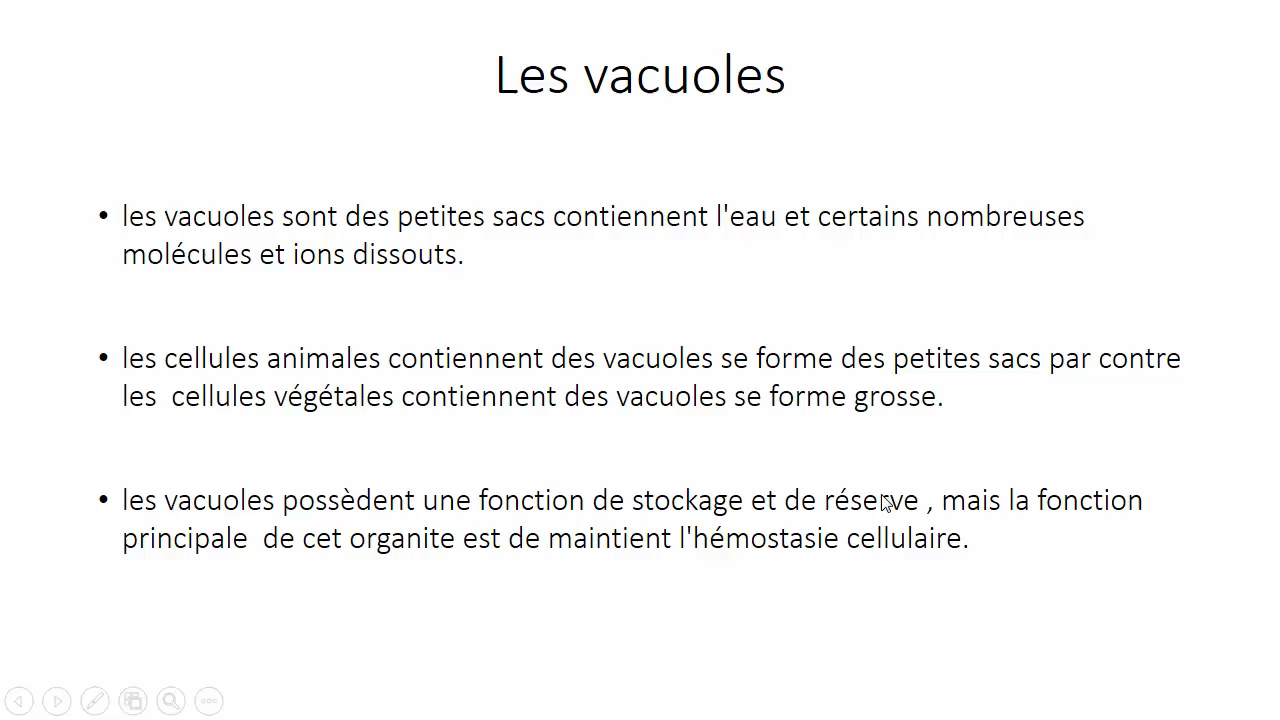 Les vacuoles
• les vacuoles sont des petites sacs contiennent l'eau et certains nombreuses
molécules et ions dissouts.
• les cellules animales contiennent des vacuoles se forme des petites sacs par contre
les  cellules végétales contiennent des vacuoles se forme grosse.
• les vacuoles possèdent une fonction de stockage et de réserve , mais la fonction
principale  de cet organite est de maintient l'hémostasie cellulaire.